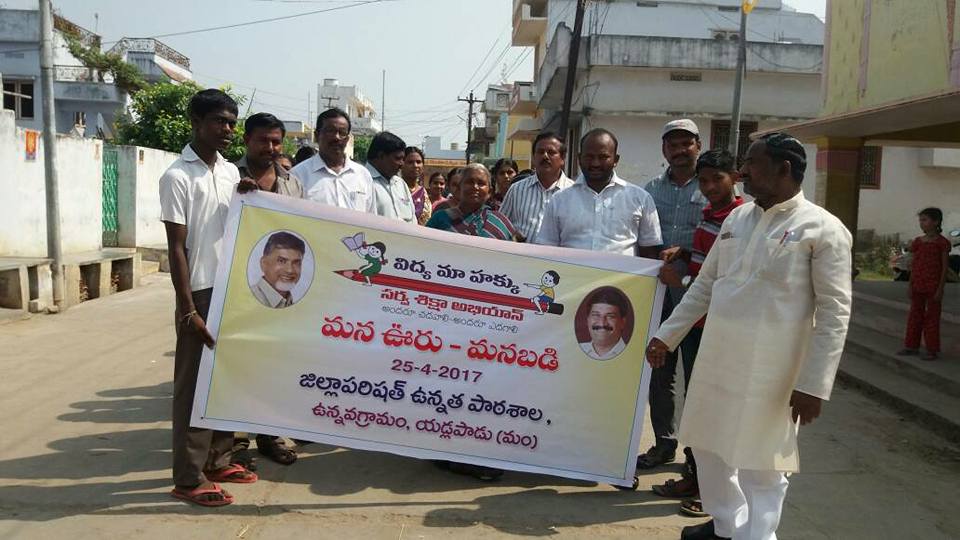 విద్య మా హక్కు
సర్వ శిక్షా అభియాన్
అందరూ చదవాలి-అందరూ ఎదగాలి
మన ఊరు - మనబడి
25-4-2017
జిల్లాపరిషత్ ఉన్నత పాఠశాల ,
ఉన్నవగ్రామం, యడ్లపాడు (మం)